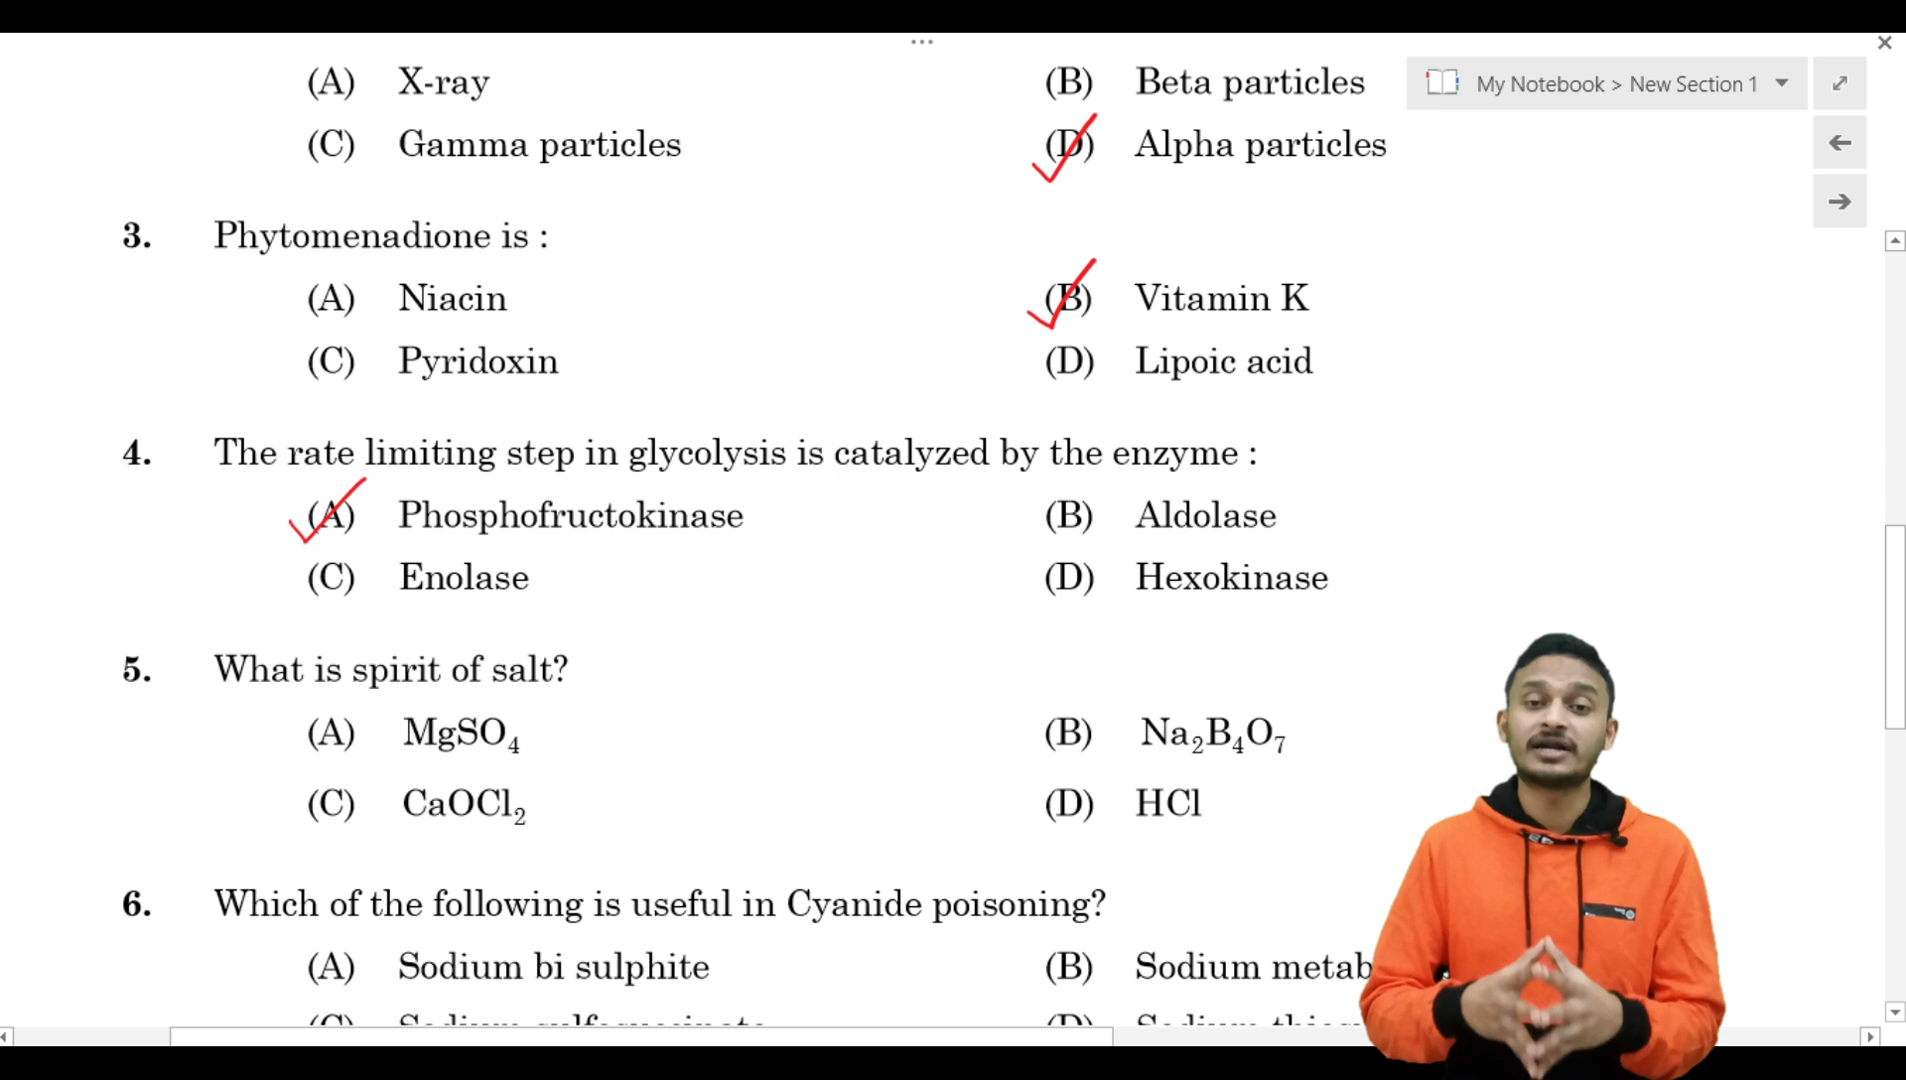 (A) X-ray (B) Beta particles
My Notebook > New Section 1
(C) Gamma particles (D) Alpha particles
3. Phytomenadione is :
(A) Niacin (B) Vitamin K
(C) Pyridoxin (D) Lipoic acid
4. The rate limiting step in glycolysis is catalyzed by the enzyme :
(A) Phosphofructokinase (B) Aldolase
(C) Enolase (D) Hexokinase
5. What is spirit of salt?
(A) MgSO₄ (B) Na₂B₄O₇
(C) CaOCl₂ (D) HCl
6. Which of the following is useful in Cyanide poisoning?
(A) Sodium bi sulphite (B) Sodium metab
(C) Sodium (D) Sodium